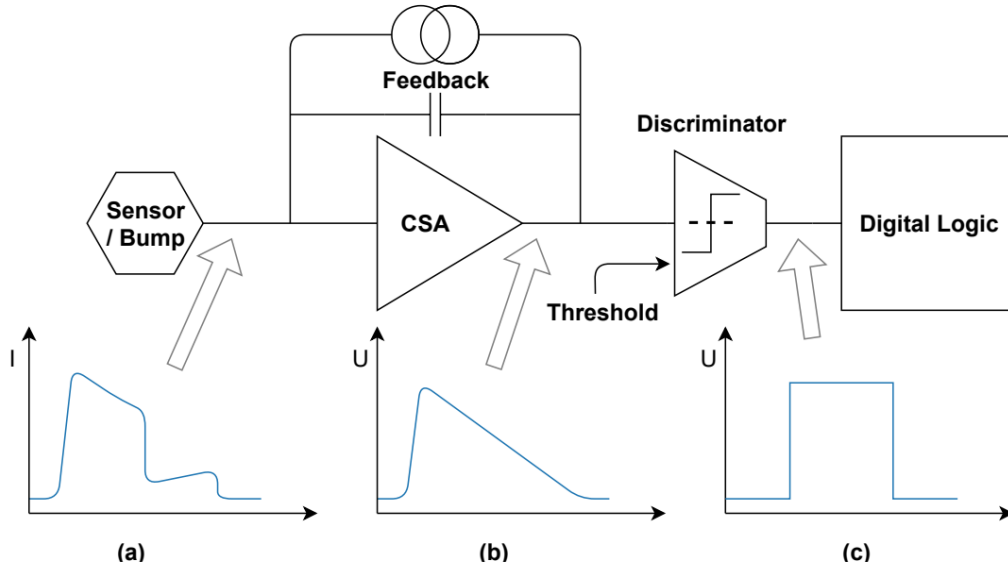 Feedback
Discriminator
Sensor
/ Bump
CSA
Digital Logic
Threshold
I
U
U
(a)
(b)
(c)